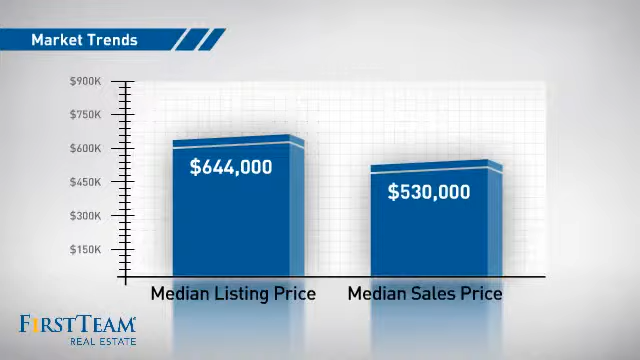 Market Trends
$900K
$750K
$600K
$450K
$300K
$150K
$644,000
$530,000
Median Listing Price
Median Sales Price
FIRSTTEAM®
REAL ESTATE